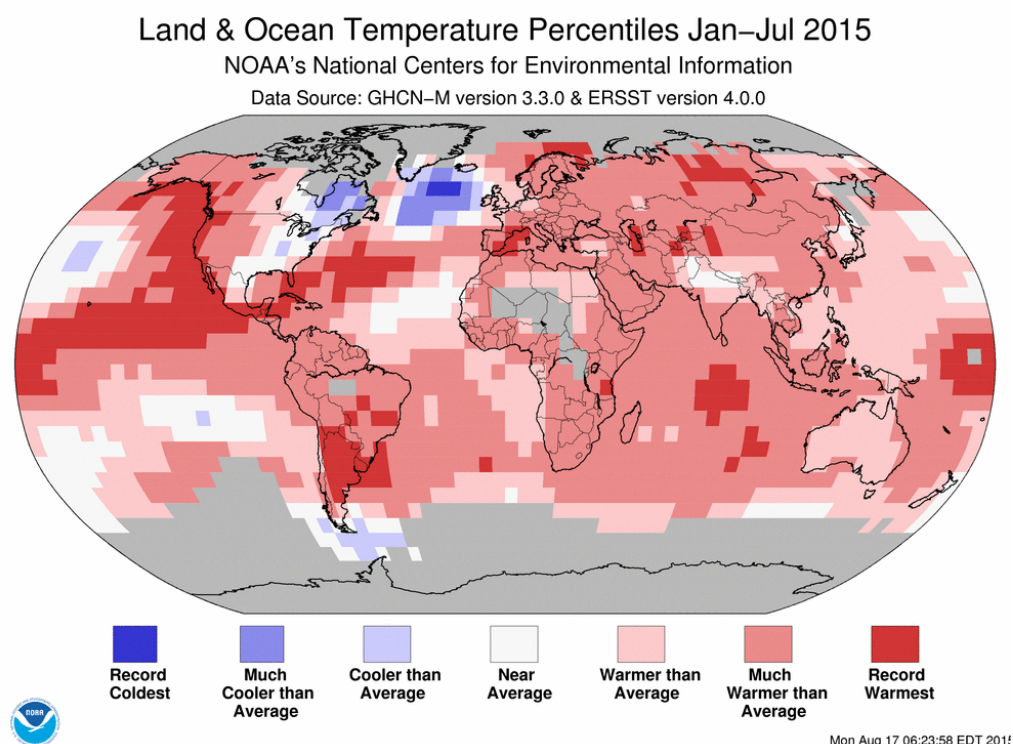 Land & Ocean Temperature Percentiles Jan–Jul 2015
NOAA's National Centers for Environmental Information
Data Source: GHCN–M version 3.3.0 & ERSST version 4.0.0
Record
Coldest
Much
Cooler than
Average
Cooler than
Average
Near
Average
Warmer than
Average
Much
Warmer than
Average
Record
Warmest
NOAA
Mon Aug 17 06:23:58 EDT 2015